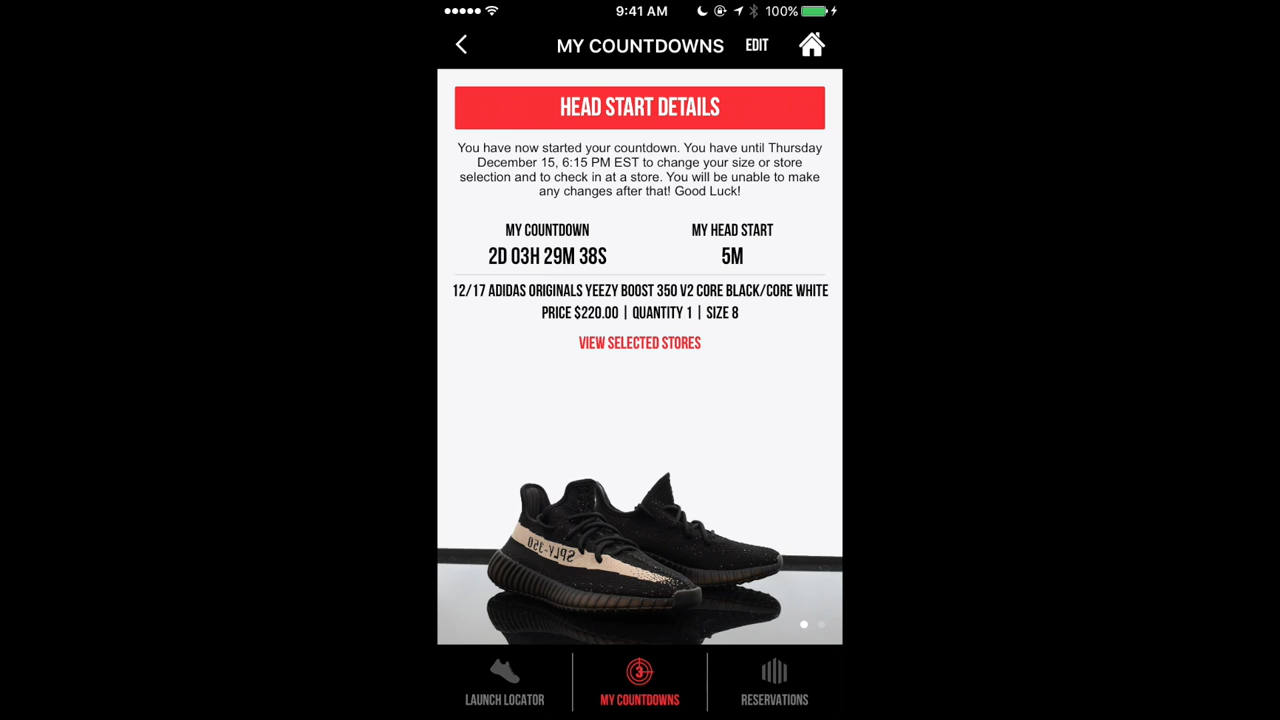 9:41 AM 100%
MY COUNTDOWNS EDIT
HEAD START DETAILS
You have now started your countdown. You have until Thursday
December 15, 6:15 PM EST to change your size or store
selection and to check in at a store. You will be unable to make
any changes after that! Good Luck!
MY COUNTDOWN MY HEAD START
2D 03H 29M 38S 5M
12/17 ADIDAS ORIGINALS YEEZY BOOST 350 V2 CORE BLACK/CORE WHITE
PRICE $220.00 | QUANTITY 1 | SIZE 8
VIEW SELECTED STORES
SPLY-350
3
LAUNCH LOCATOR MY COUNTDOWNS RESERVATIONS